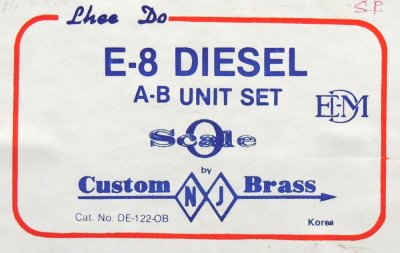 Lhee Do
S.P.
E-8 DIESEL
A-B UNIT SET
EMD
O
Scale
by
Custom NJ Brass
Cat. No. DE-122-OB
Korea